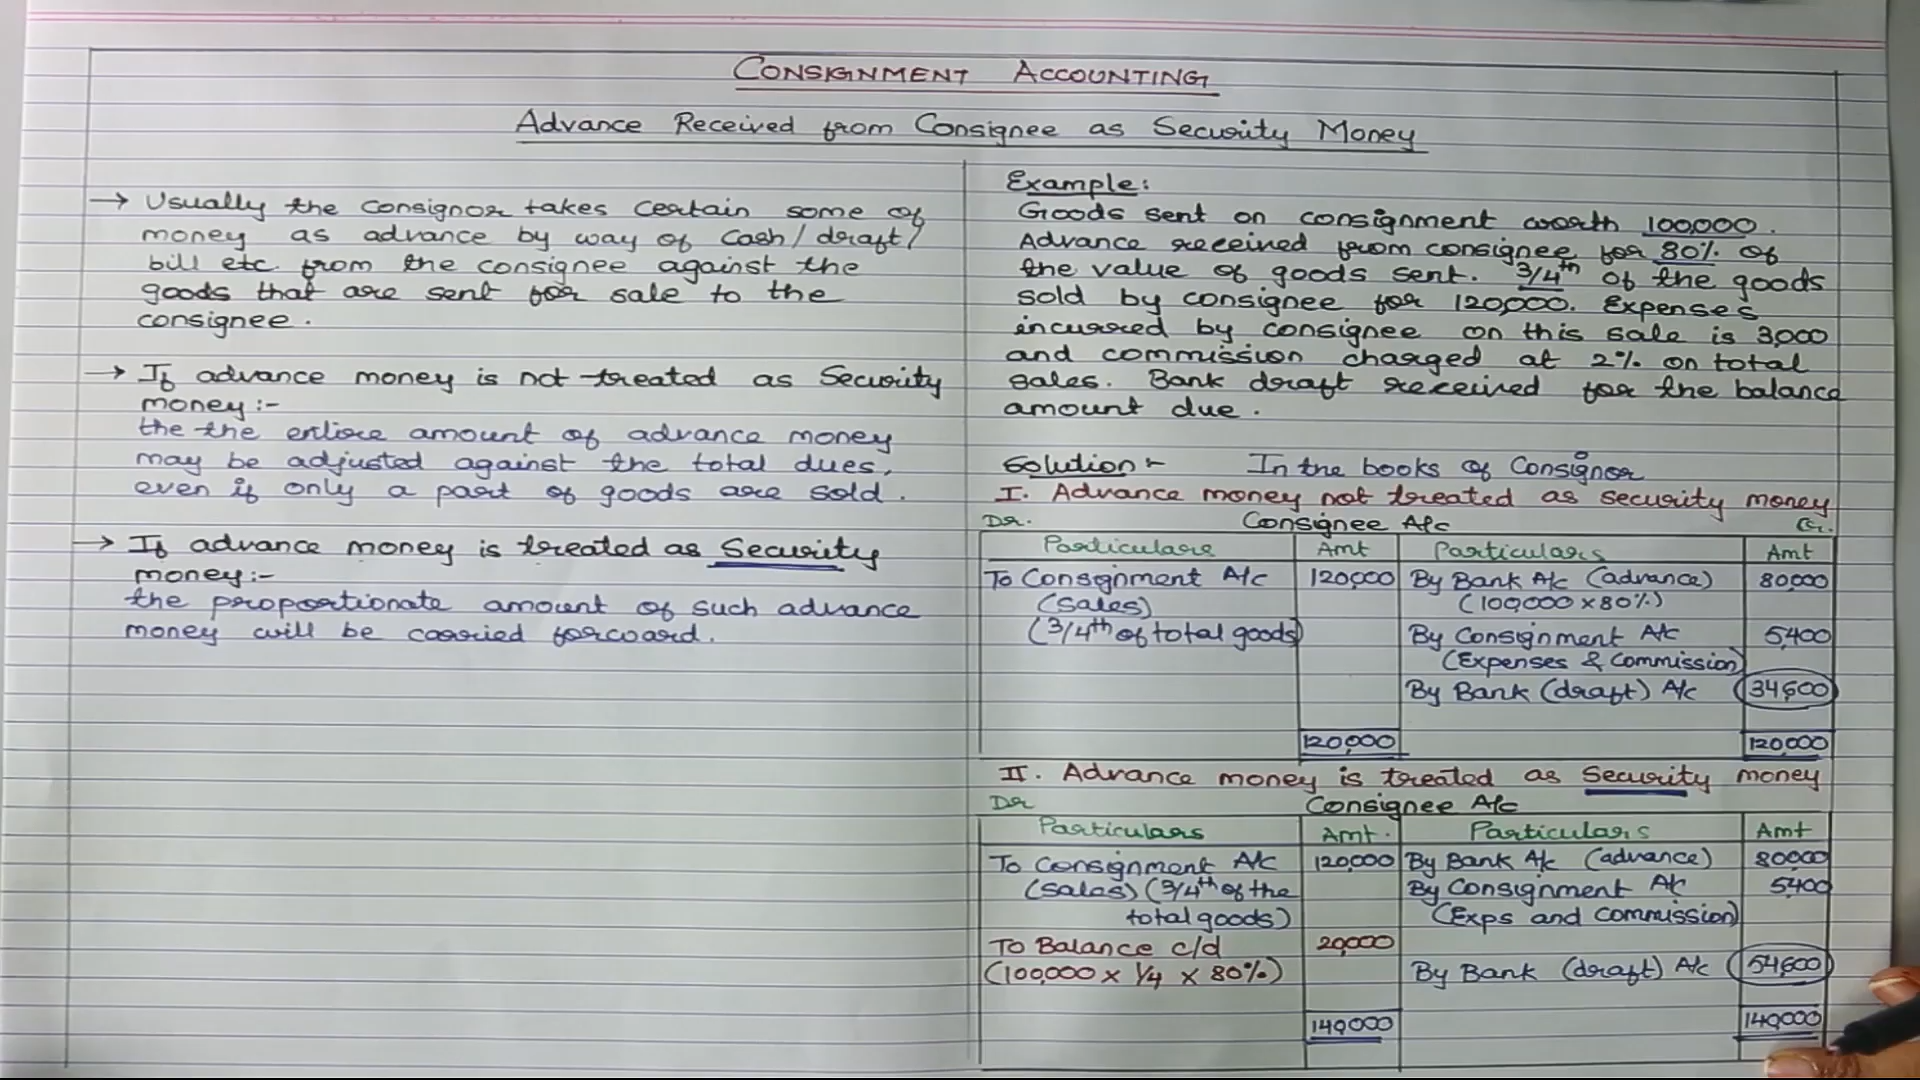 CONSIGNMENT ACCOUNTING
Advance Received from Consignee as Security Money
→ Usually the consignor takes certain some of
money as advance by way of cash/draft/
bill etc. from the consignee against the
goods that are sent for sale to the
consignee.
→ If advance money is not treated as Security
money:-
the the entire amount of advance money
may be adjusted against the total dues,
even if only a part of goods are sold.
→ If advance money is treated as Security
money:-
the proportionate amount of such advance
money will be carried forward.
Example:
Goods sent on consignment worth 100,000.
Advance received from consignee for 80% of
the value of goods sent. 3/4th of the goods
sold by consignee for 120,000. Expenses
incurred by consignee on this sale is 3,000
and commission charged at 2% on total
sales. Bank draft received for the balance
amount due.
Solution:- In the books of Consignor
I. Advance money not treated as security money
Dr. Consignee A/c Cr.
Particulars Amt Particulars Amt
To Consignment A/c 120,000 By Bank A/c (advance) 80,000
(sales) (100,000 x 80%)
(3/4th of total goods) By Consignment A/c 5,400
(Expenses & Commission)
By Bank (draft) A/c 34,600
120,000 120,000
II. Advance money is treated as Security money
Dr Consignee A/c
Particulars Amt. Particulars Amt
To Consignment A/c 120,000 By Bank A/c (advance) 80,000
(sales) (3/4th of the By Consignment A/c 5,400
total goods) (Exps and commission)
To Balance c/d 20,000
(100,000 x 1/4 x 80%) By Bank (draft) A/c 54,600
140,000 140,000